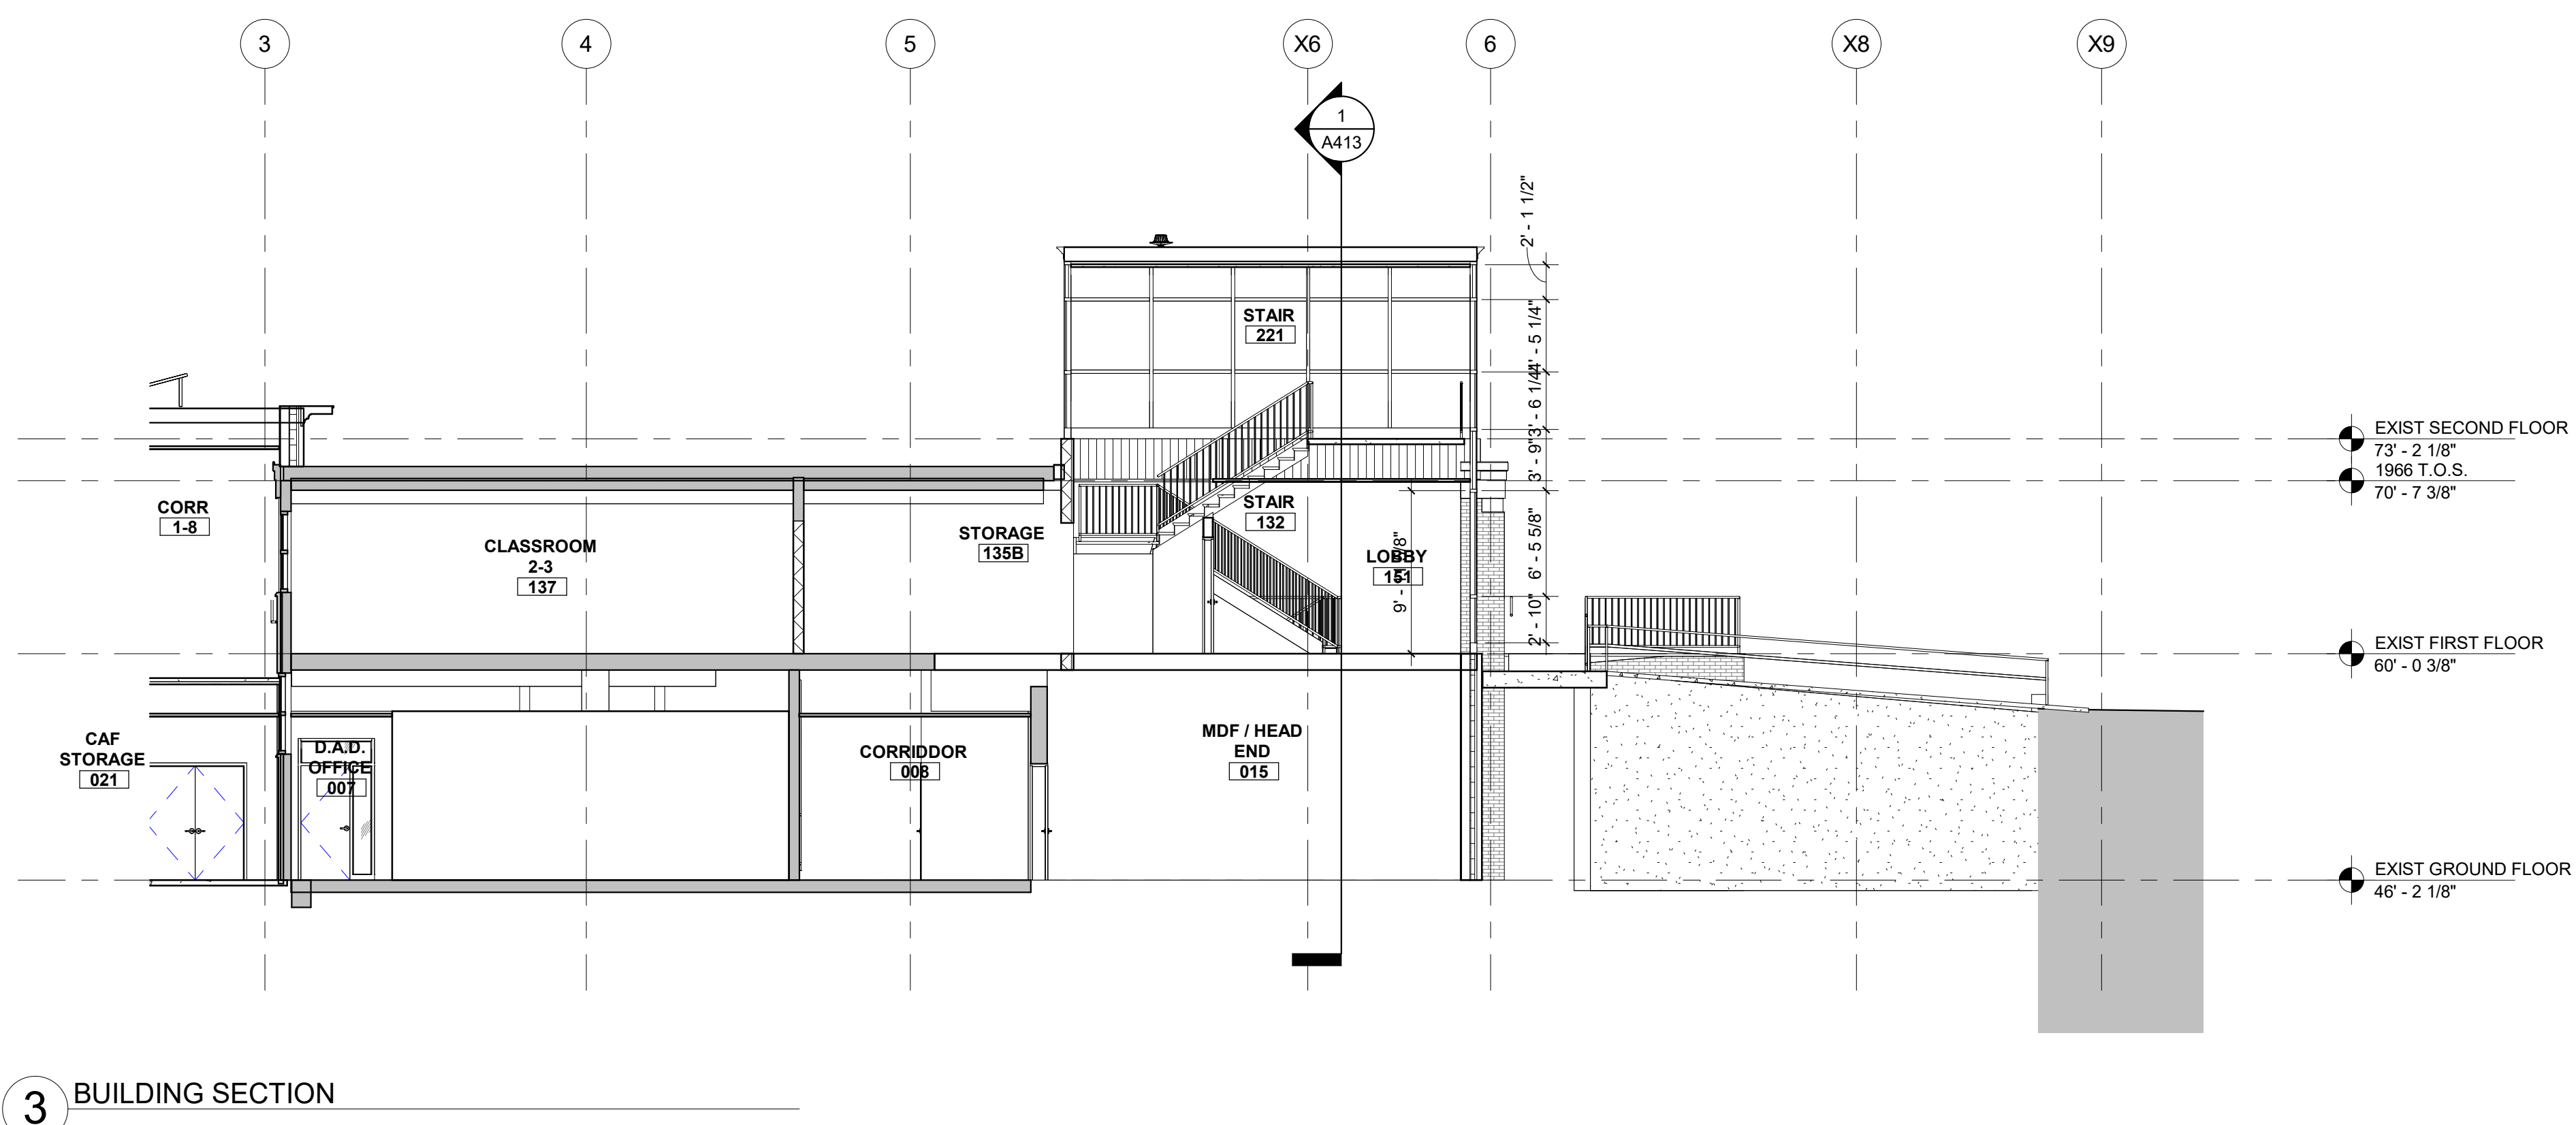 3
4
5
X6
6
X8
X9
1
A413
2' - 1 1/2"
STAIR
221
4' - 5 1/4"
3' - 6 1/4"
3' - 9"
EXIST SECOND FLOOR
73' - 2 1/8"
1966 T.O.S.
70' - 7 3/8"
CORR
1-8
CLASSROOM
2-3
137
STORAGE
135B
STAIR
132
LOBBY
151
6' - 5 5/8"
2' - 10"
EXIST FIRST FLOOR
60' - 0 3/8"
CAF
STORAGE
021
D.A.D.
OFFICE
007
CORRIDDOR
008
MDF / HEAD
END
015
EXIST GROUND FLOOR
46' - 2 1/8"
3
BUILDING SECTION